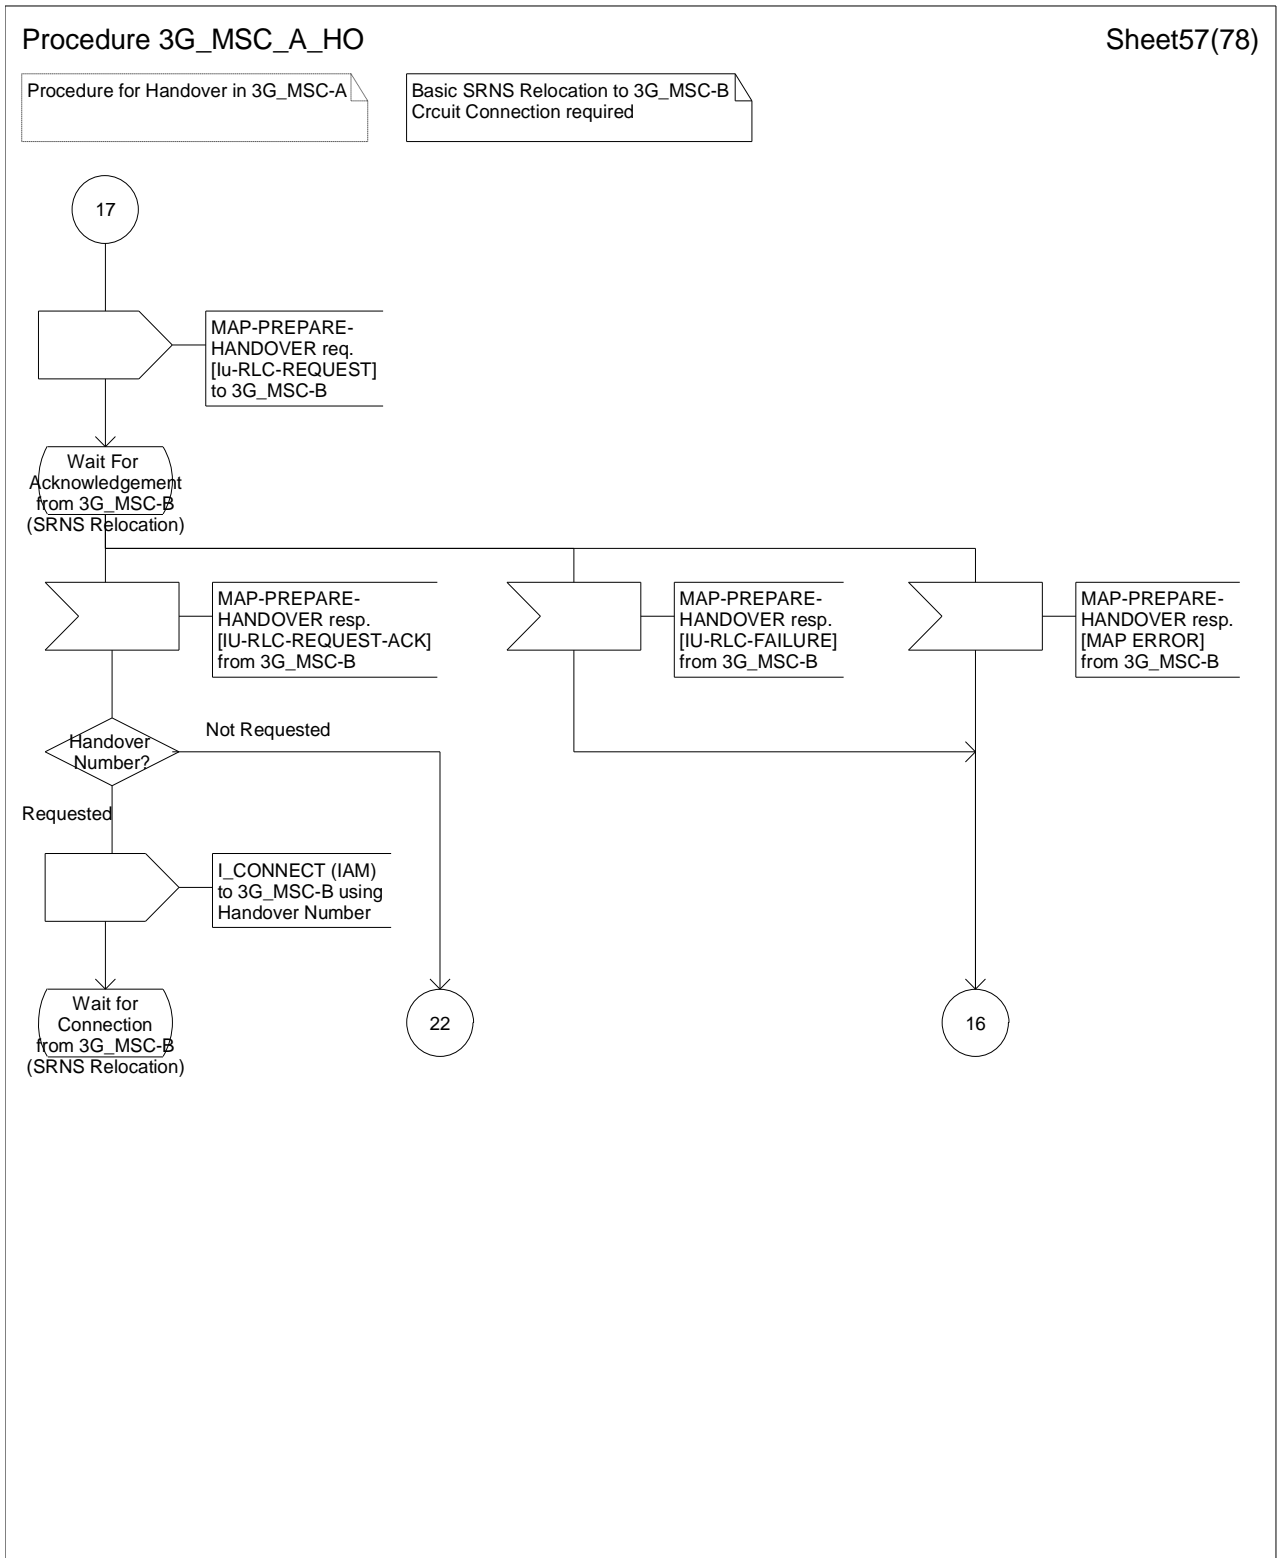 Procedure 3G_MSC_A_HO
Sheet57(78)
Procedure for Handover in 3G_MSC-A
Basic SRNS Relocation to 3G_MSC-B
Crcuit Connection required
17
MAP-PREPARE-
HANDOVER req.
[Iu-RLC-REQUEST]
to 3G_MSC-B
Wait For
Acknowledgement
from 3G_MSC-B
(SRNS Relocation)
MAP-PREPARE-
HANDOVER resp.
[IU-RLC-REQUEST-ACK]
from 3G_MSC-B
MAP-PREPARE-
HANDOVER resp.
[IU-RLC-FAILURE]
from 3G_MSC-B
MAP-PREPARE-
HANDOVER resp.
[MAP ERROR]
from 3G_MSC-B
Handover
Number?
Not Requested
Requested
I_CONNECT (IAM)
to 3G_MSC-B using
Handover Number
Wait for
Connection
from 3G_MSC-B
(SRNS Relocation)
22
16